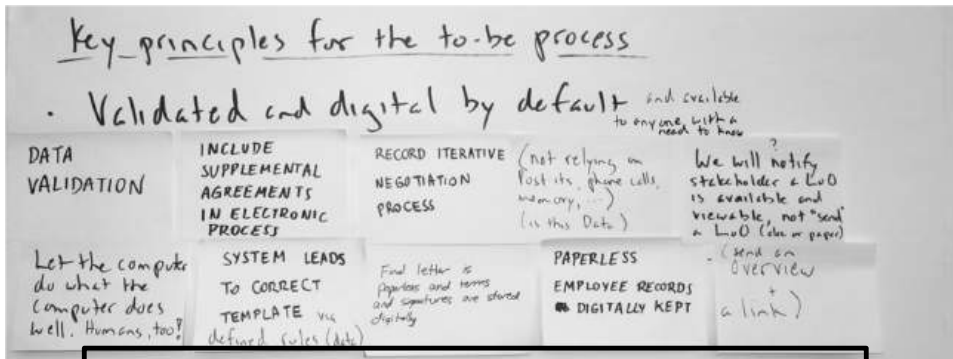 Key principles for the to-be process
· Validated and digital by default and available
to anyone with a
need to know
DATA
VALIDATION
INCLUDE
SUPPLEMENTAL
AGREEMENTS
IN ELECTRONIC
PROCESS
RECORD ITERATIVE
NEGOTIATION
PROCESS
(not relying on
Post its, phone calls,
memory, ...)
(is this Data)
?
We will notify
stakeholder a LoO
is available and
viewable, not "send"
a LoO (elec or paper)
Let the computer
do what the
computer does
well. Humans, too!
SYSTEM LEADS
TO CORRECT
TEMPLATE via
defined rules (data)
Final letter is
paperless and terms
and signatures are stored
digitally
PAPERLESS
EMPLOYEE RECORDS
DIGITALLY KEPT
(send an
overview
+
a link)